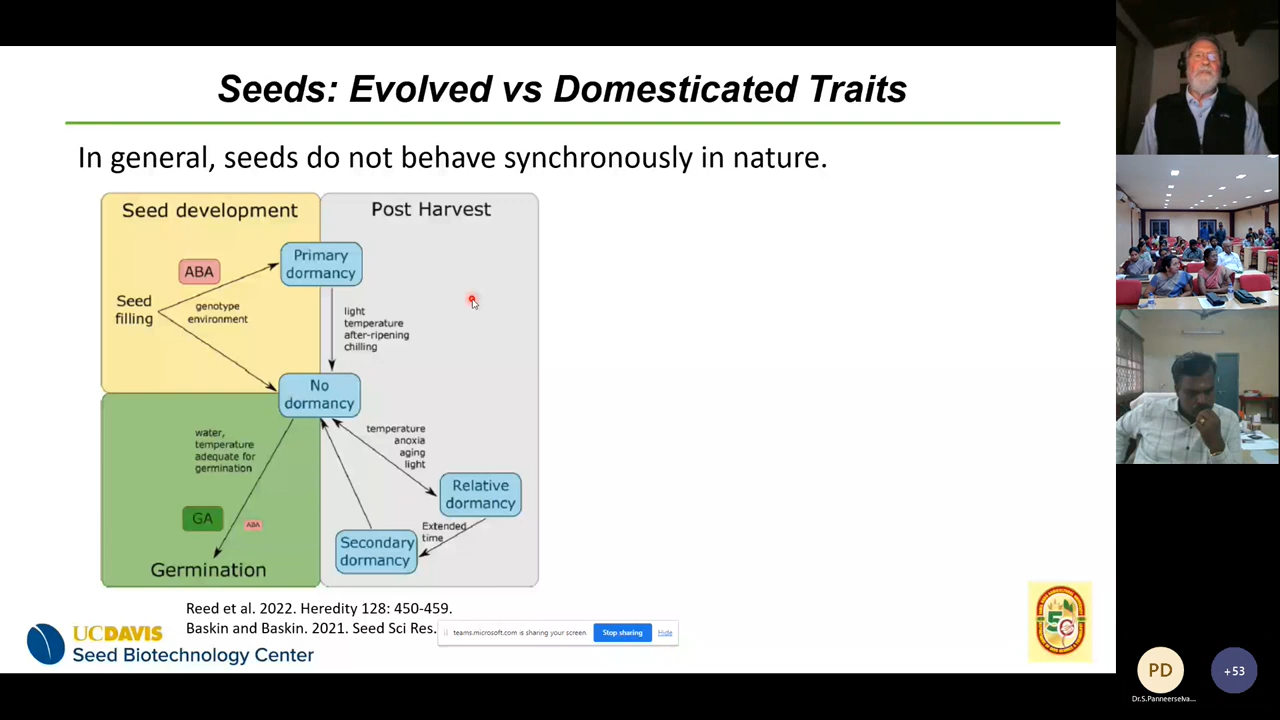 Seeds: Evolved vs Domesticated Traits
In general, seeds do not behave synchronously in nature.
Seed development
Post Harvest
ABA
Primary
dormancy
Seed
filling
genotype
environment
light
temperature
after-ripening
chilling
No
dormancy
water,
temperature
adequate for
germination
temperature
anoxia
aging
light
Relative
dormancy
GA
ABA
Extended
time
Secondary
dormancy
Germination
Reed et al. 2022. Heredity 128: 450-459.
Baskin and Baskin. 2021. Seed Sci Res.
teams.microsoft.com is sharing your screen.
Stop sharing
Hide
UCDAVIS
Seed Biotechnology Center
PD
+53
Dr.S.Panneerselva...